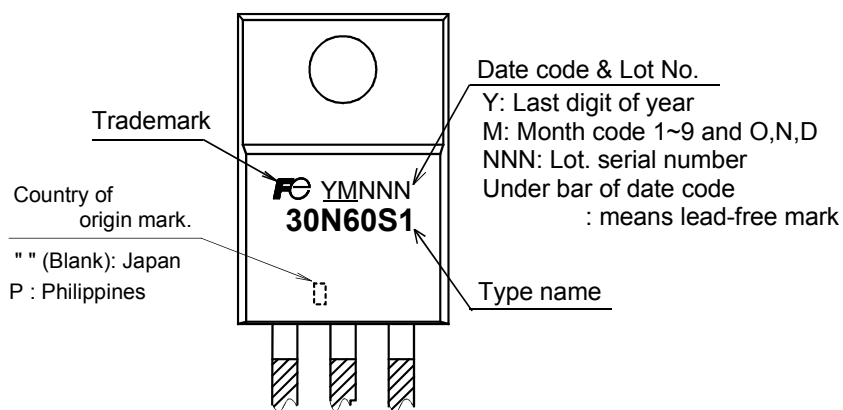 Trademark
Country of
origin mark.
" " (Blank): Japan
P : Philippines
Fe YMNNN
30N60S1
Date code & Lot No.
Y: Last digit of year
M: Month code 1~9 and O,N,D
NNN: Lot. serial number
Under bar of date code
: means lead-free mark
Type name